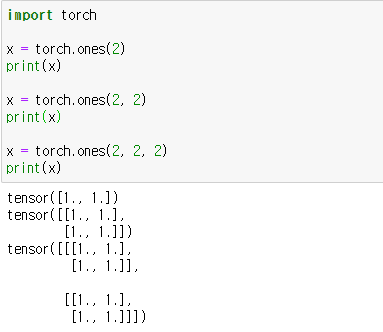 import torch
x = torch.ones(2)
print(x)
x = torch.ones(2, 2)
print(x)
x = torch.ones(2, 2, 2)
print(x)
tensor([1., 1.])
tensor([[1., 1.],
        [1., 1.]])
tensor([[[1., 1.],
         [1., 1.]],
        [[1., 1.],
         [1., 1.]]])